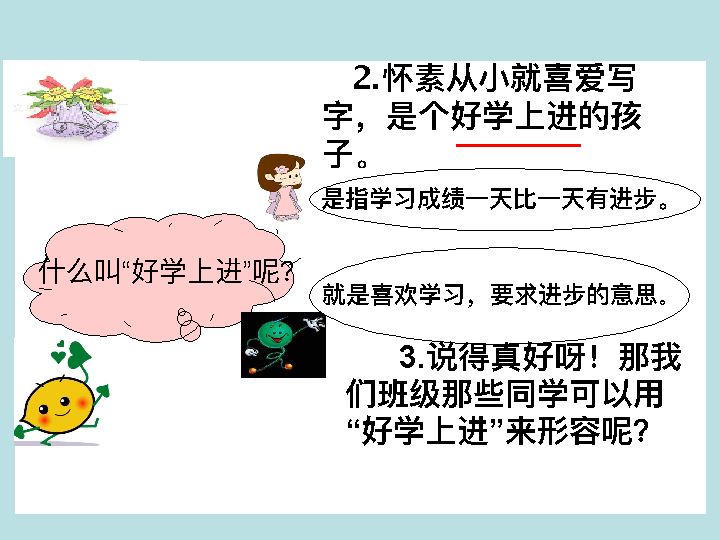 2.怀素从小就喜爱写
字，是个好学上进的孩
子。
是指学习成绩一天比一天有进步。
什么叫“好学上进”呢?
就是喜欢学习，要求进步的意思。
3.说得真好呀！那我
们班级那些同学可以用
“好学上进”来形容呢?